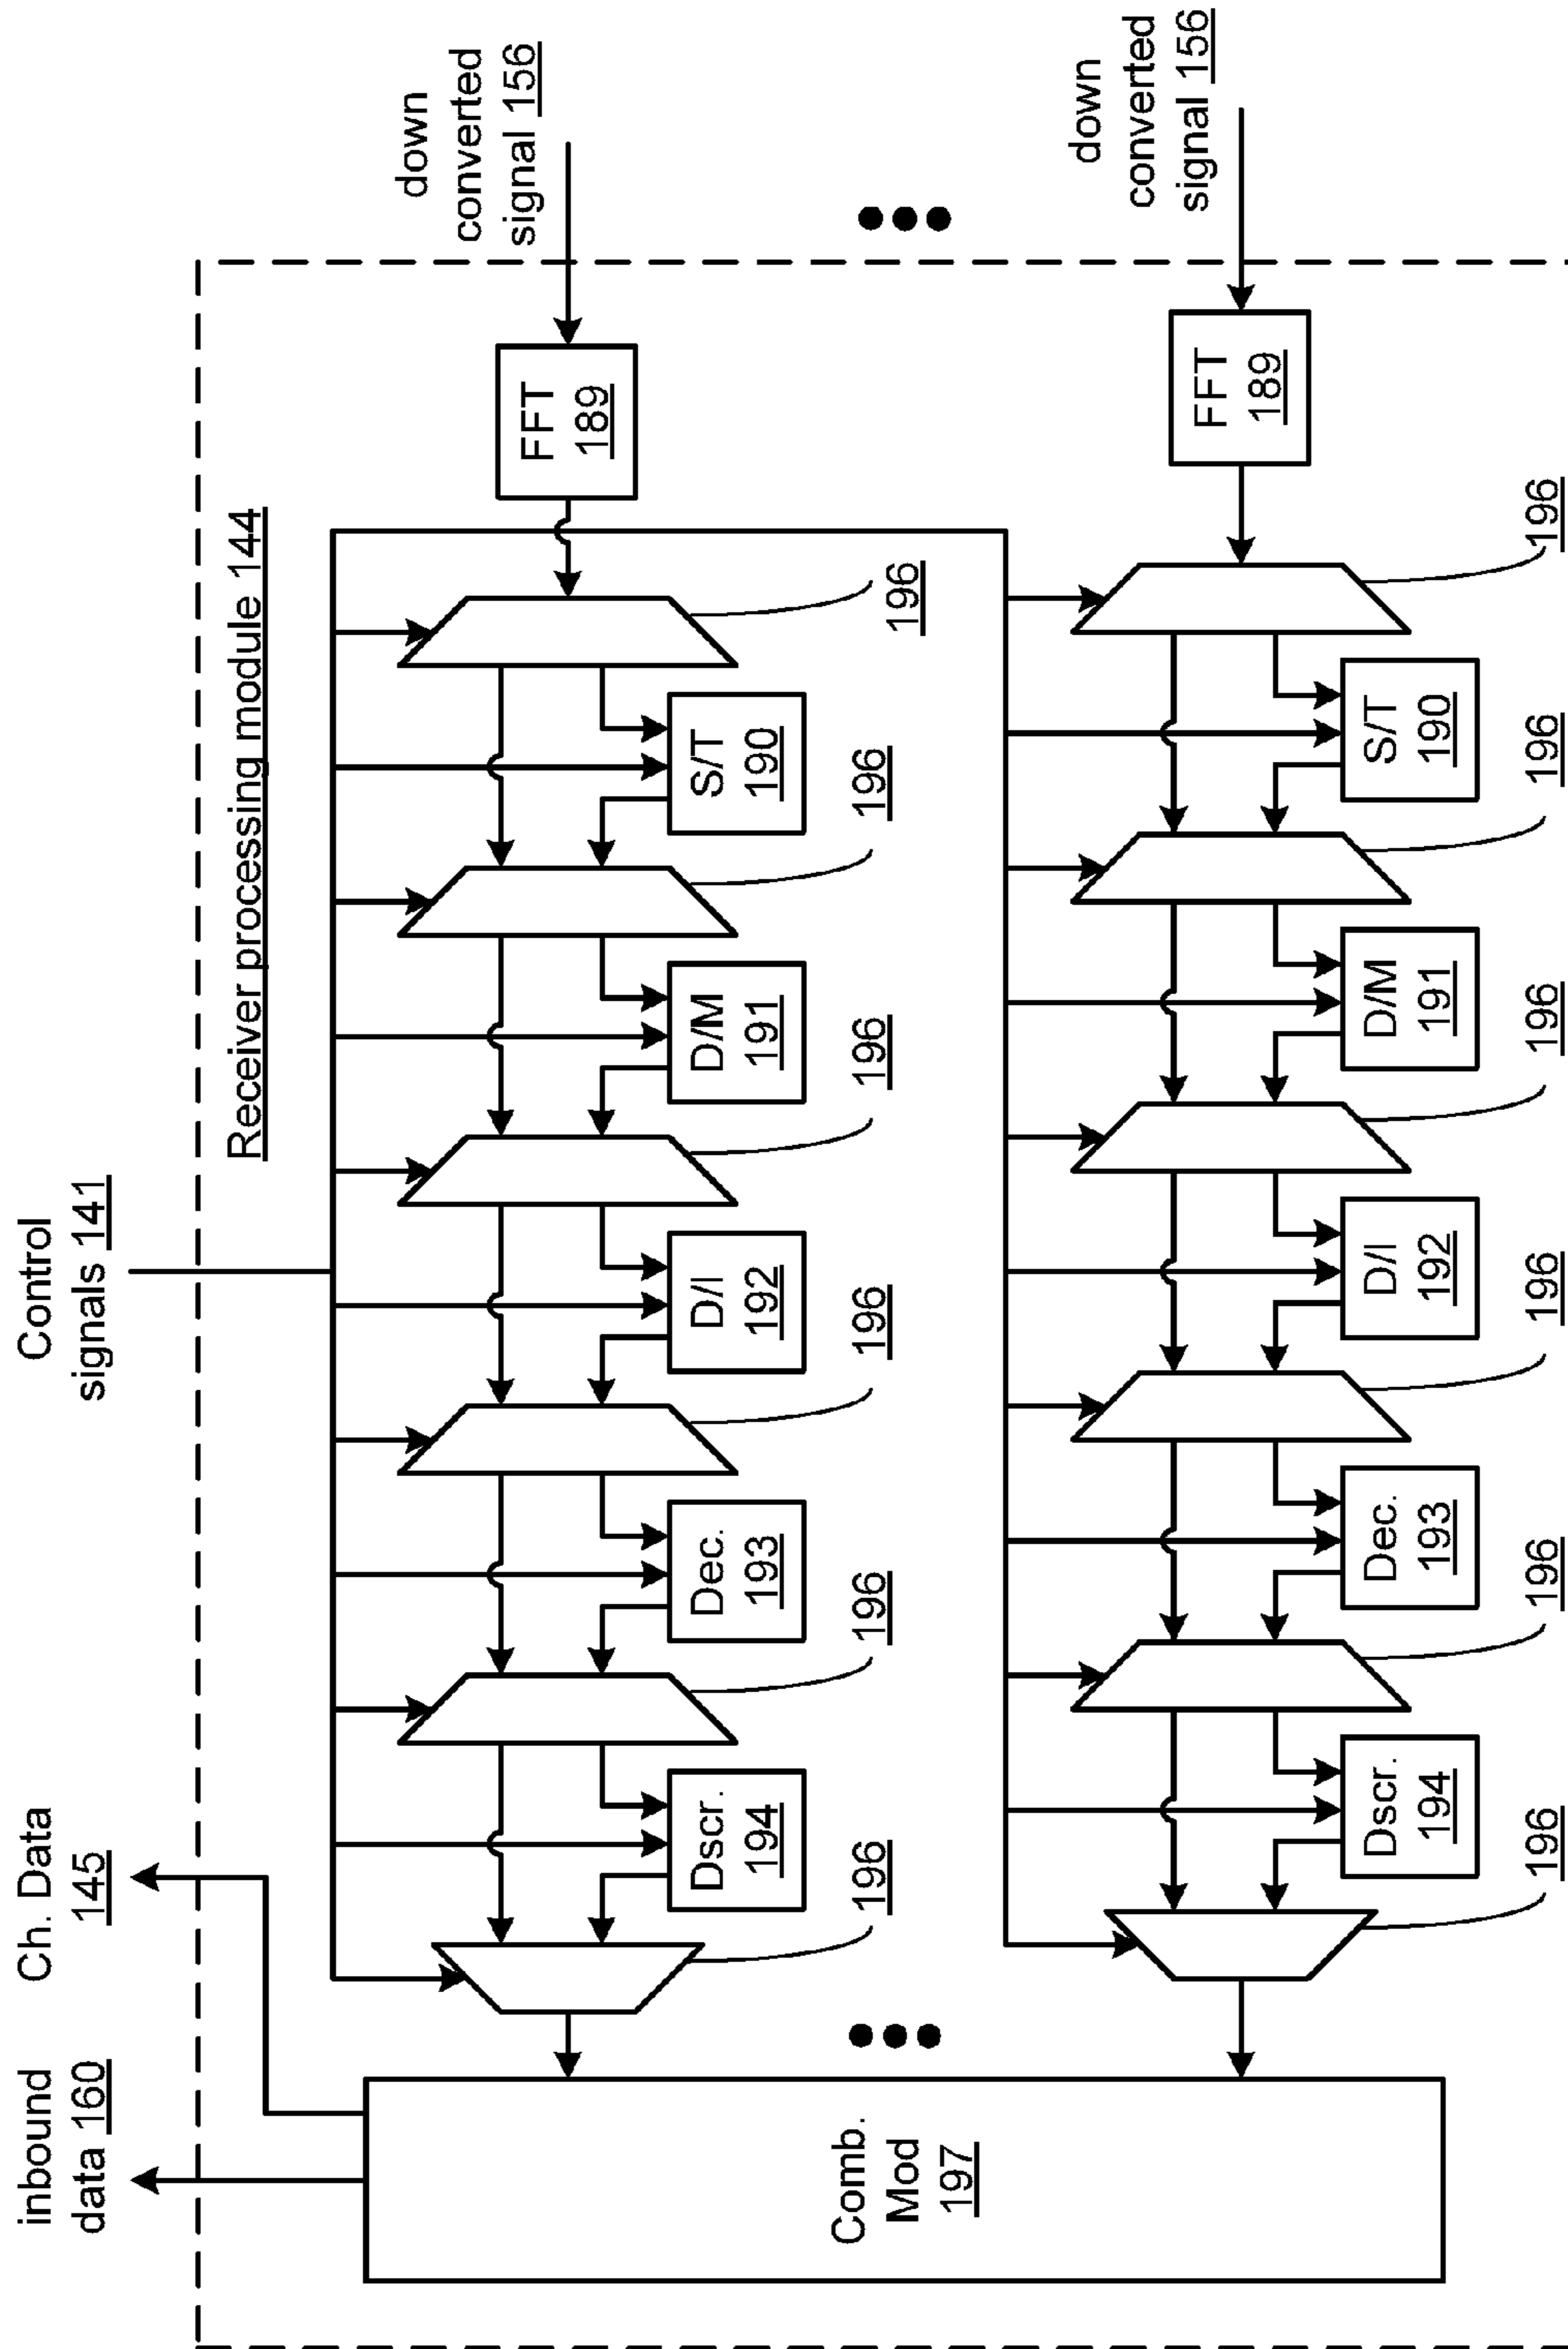 inbound
data 160
Ch. Data
145
Control
signals 141
Receiver processing module 144
down
converted
signal 156
FFT
189
196
S/T
190
196
D/M
191
196
D/I
192
196
Dec.
193
196
Dscr.
194
196
Comb.
Mod
197
down
converted
signal 156
FFT
189
196
S/T
190
196
D/M
191
196
D/I
192
196
Dec.
193
196
Dscr.
194
196